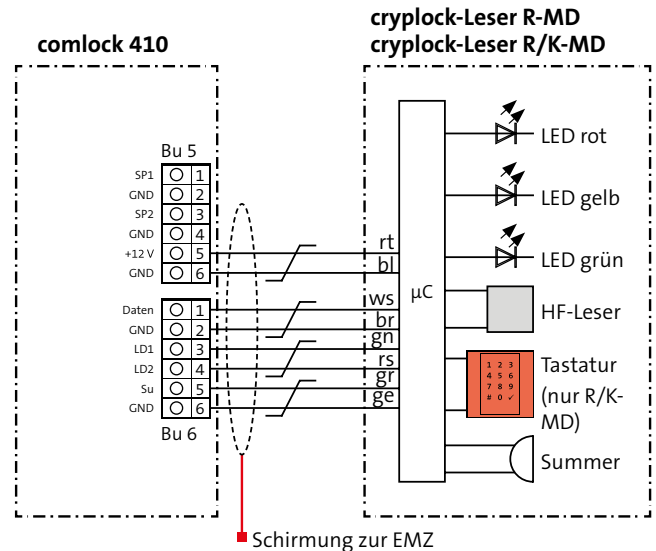 cryplock-Leser R-MD
comlock 410
cryplock-Leser R/K-MD
Bu 5
SP1 1
GND 2
SP2 3
GND 4
+12 V 5
GND 6
Daten 1
GND 2
LD1 3
LD2 4
Su 5
GND 6
Bu 6
rt
bl
ws
br
gn
rs
gr
ge
µC
LED rot
LED gelb
LED grün
HF-Leser
1 2 3
4 5 6
7 8 9
# 0 ✓
Tastatur
(nur R/K-
MD)
Summer
Schirmung zur EMZ